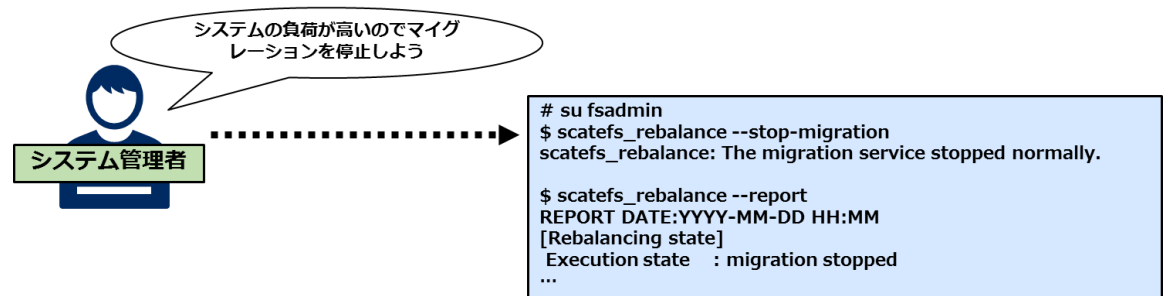 システムの負荷が高いのでマイグ
レーションを停止しよう
システム管理者
# su fsadmin
$ scatefs_rebalance --stop-migration
scatefs_rebalance: The migration service stopped normally.
$ scatefs_rebalance --report
REPORT DATE:YYYY-MM-DD HH:MM
[Rebalancing state]
Execution state : migration stopped
...